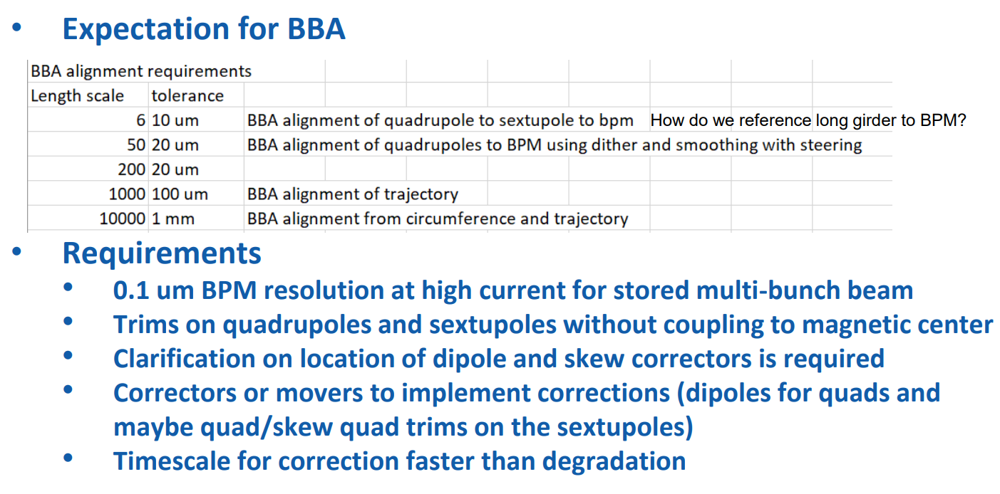 • Expectation for BBA
BBA alignment requirements
Length scale tolerance
6 10 um BBA alignment of quadrupole to sextupole to bpm How do we reference long girder to BPM?
50 20 um BBA alignment of quadrupoles to BPM using dither and smoothing with steering
200 20 um
1000 100 um BBA alignment of trajectory
10000 1 mm BBA alignment from circumference and trajectory
• Requirements
• 0.1 um BPM resolution at high current for stored multi-bunch beam
• Trims on quadrupoles and sextupoles without coupling to magnetic center
• Clarification on location of dipole and skew correctors is required
• Correctors or movers to implement corrections (dipoles for quads and
maybe quad/skew quad trims on the sextupoles)
• Timescale for correction faster than degradation